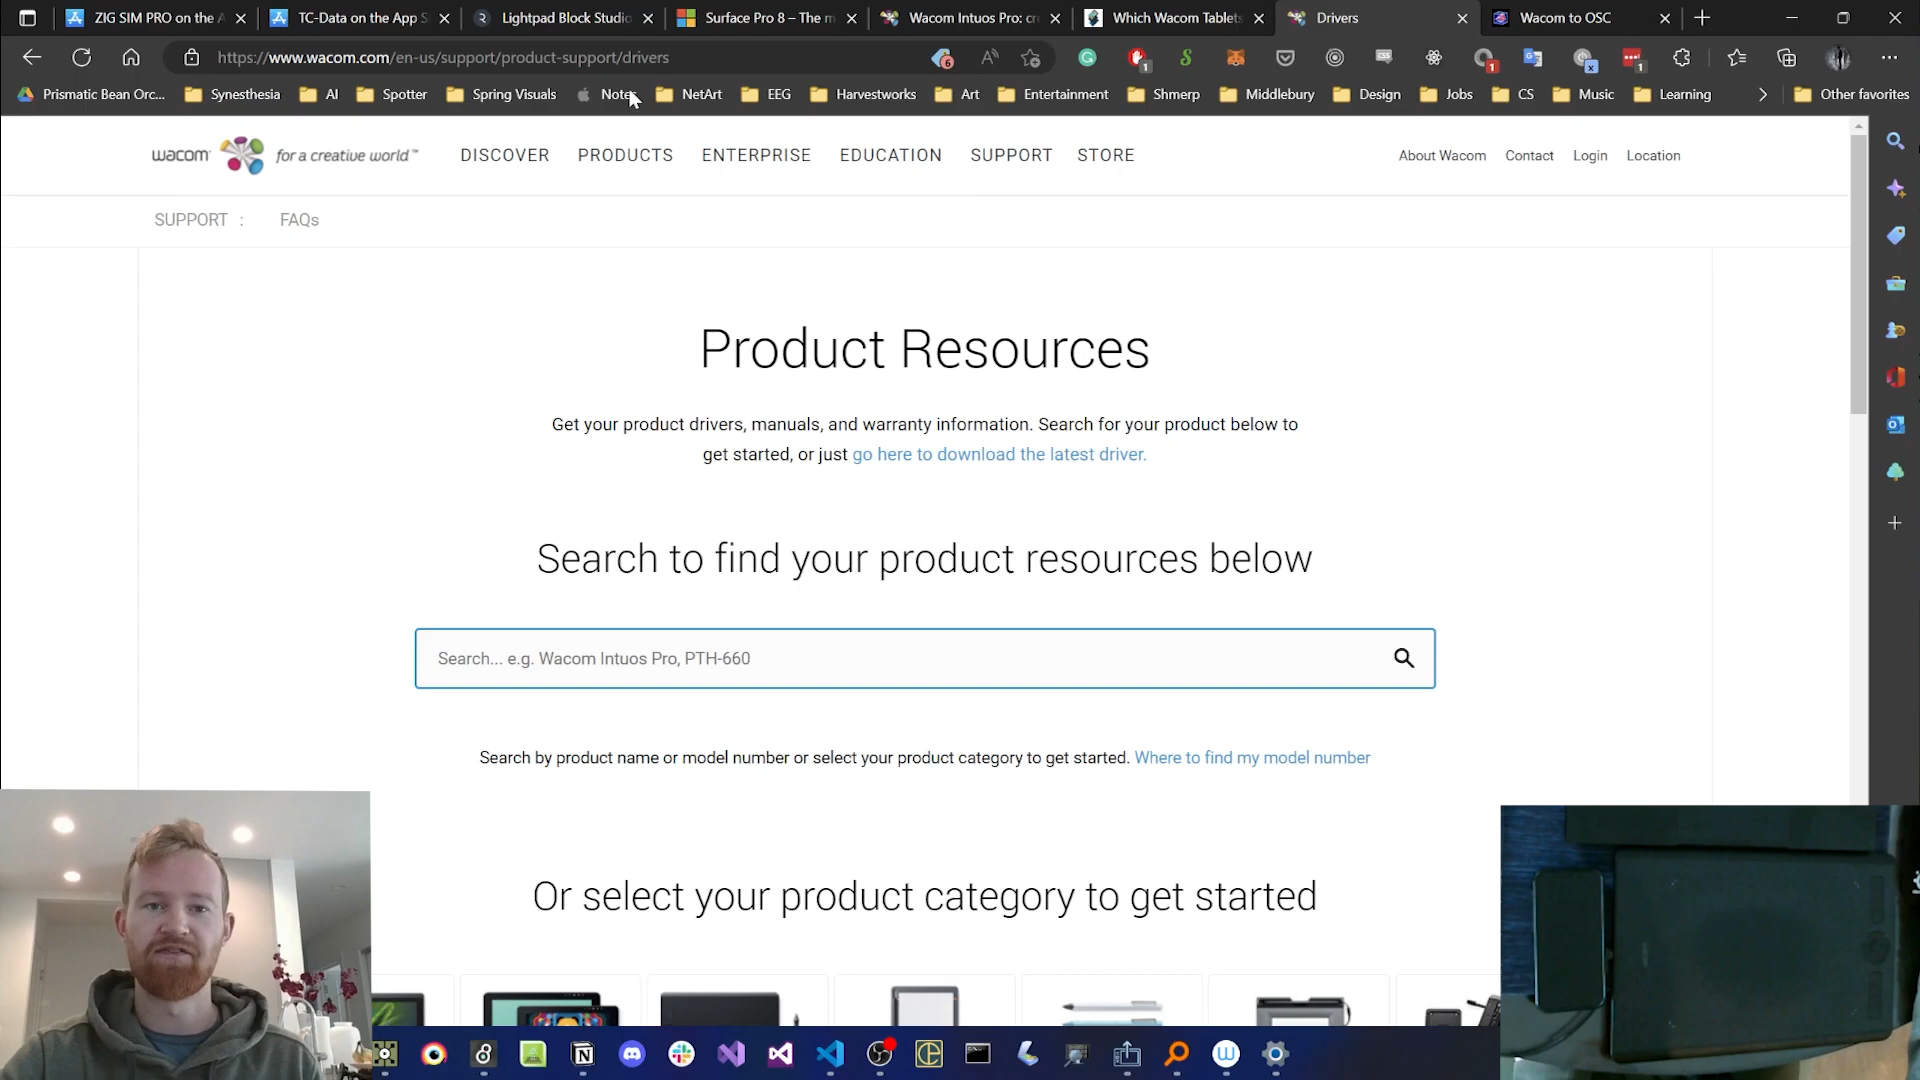 ZIG SIM PRO on the A
TC-Data on the App S
Lightpad Block Studio
Surface Pro 8 – The m
Wacom Intuos Pro: cr
Which Wacom Tablets
Drivers
Wacom to OSC
https://www.wacom.com/en-us/support/product-support/drivers
Prismatic Bean Orc...
Synesthesia
AI
Spotter
Spring Visuals
Notes
NetArt
EEG
Harvestworks
Art
Entertainment
Shmerp
Middlebury
Design
Jobs
CS
Music
Learning
Other favorites
wacom for a creative world™
DISCOVER PRODUCTS ENTERPRISE EDUCATION SUPPORT STORE
About Wacom Contact Login Location
SUPPORT : FAQs
Product Resources
Get your product drivers, manuals, and warranty information. Search for your product below to
get started, or just go here to download the latest driver.
Search to find your product resources below
Search... e.g. Wacom Intuos Pro, PTH-660
Search by product name or model number or select your product category to get started. Where to find my model number
Or select your product category to get started